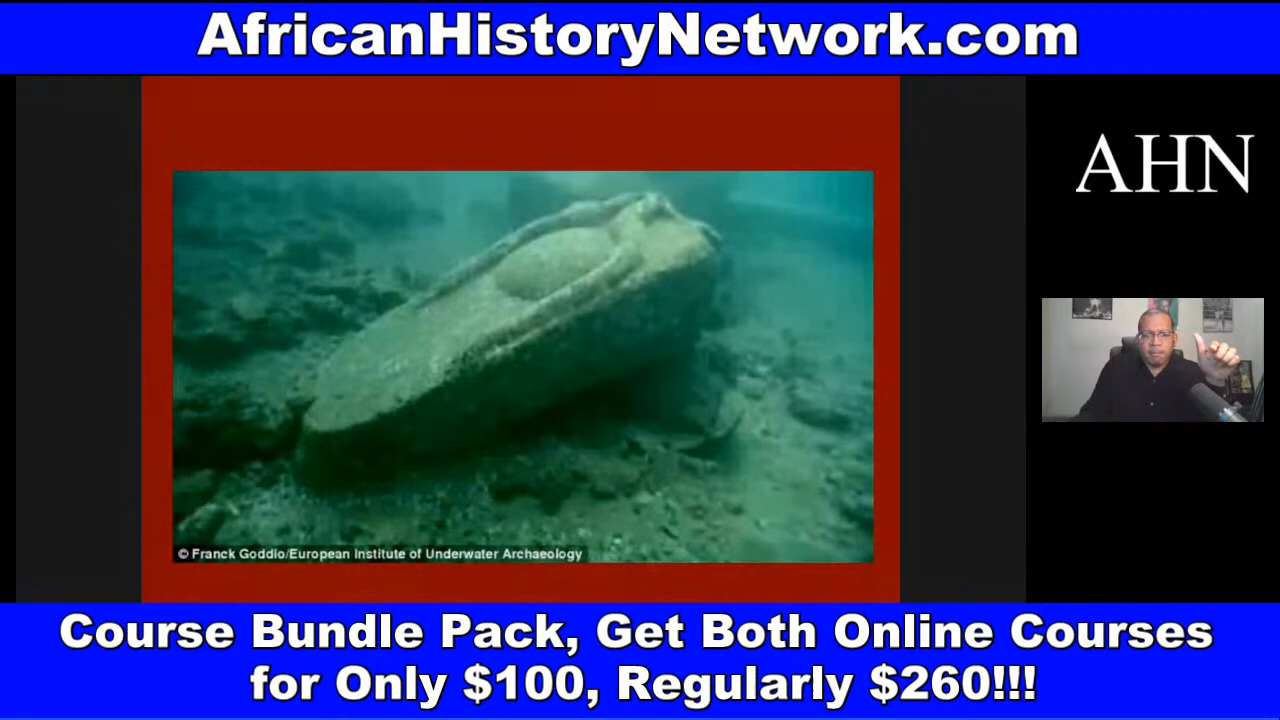 AfricanHistoryNetwork.com
AHN
© Franck Goddio/European Institute of Underwater Archaeology
Course Bundle Pack, Get Both Online Courses
for Only $100, Regularly $260!!!